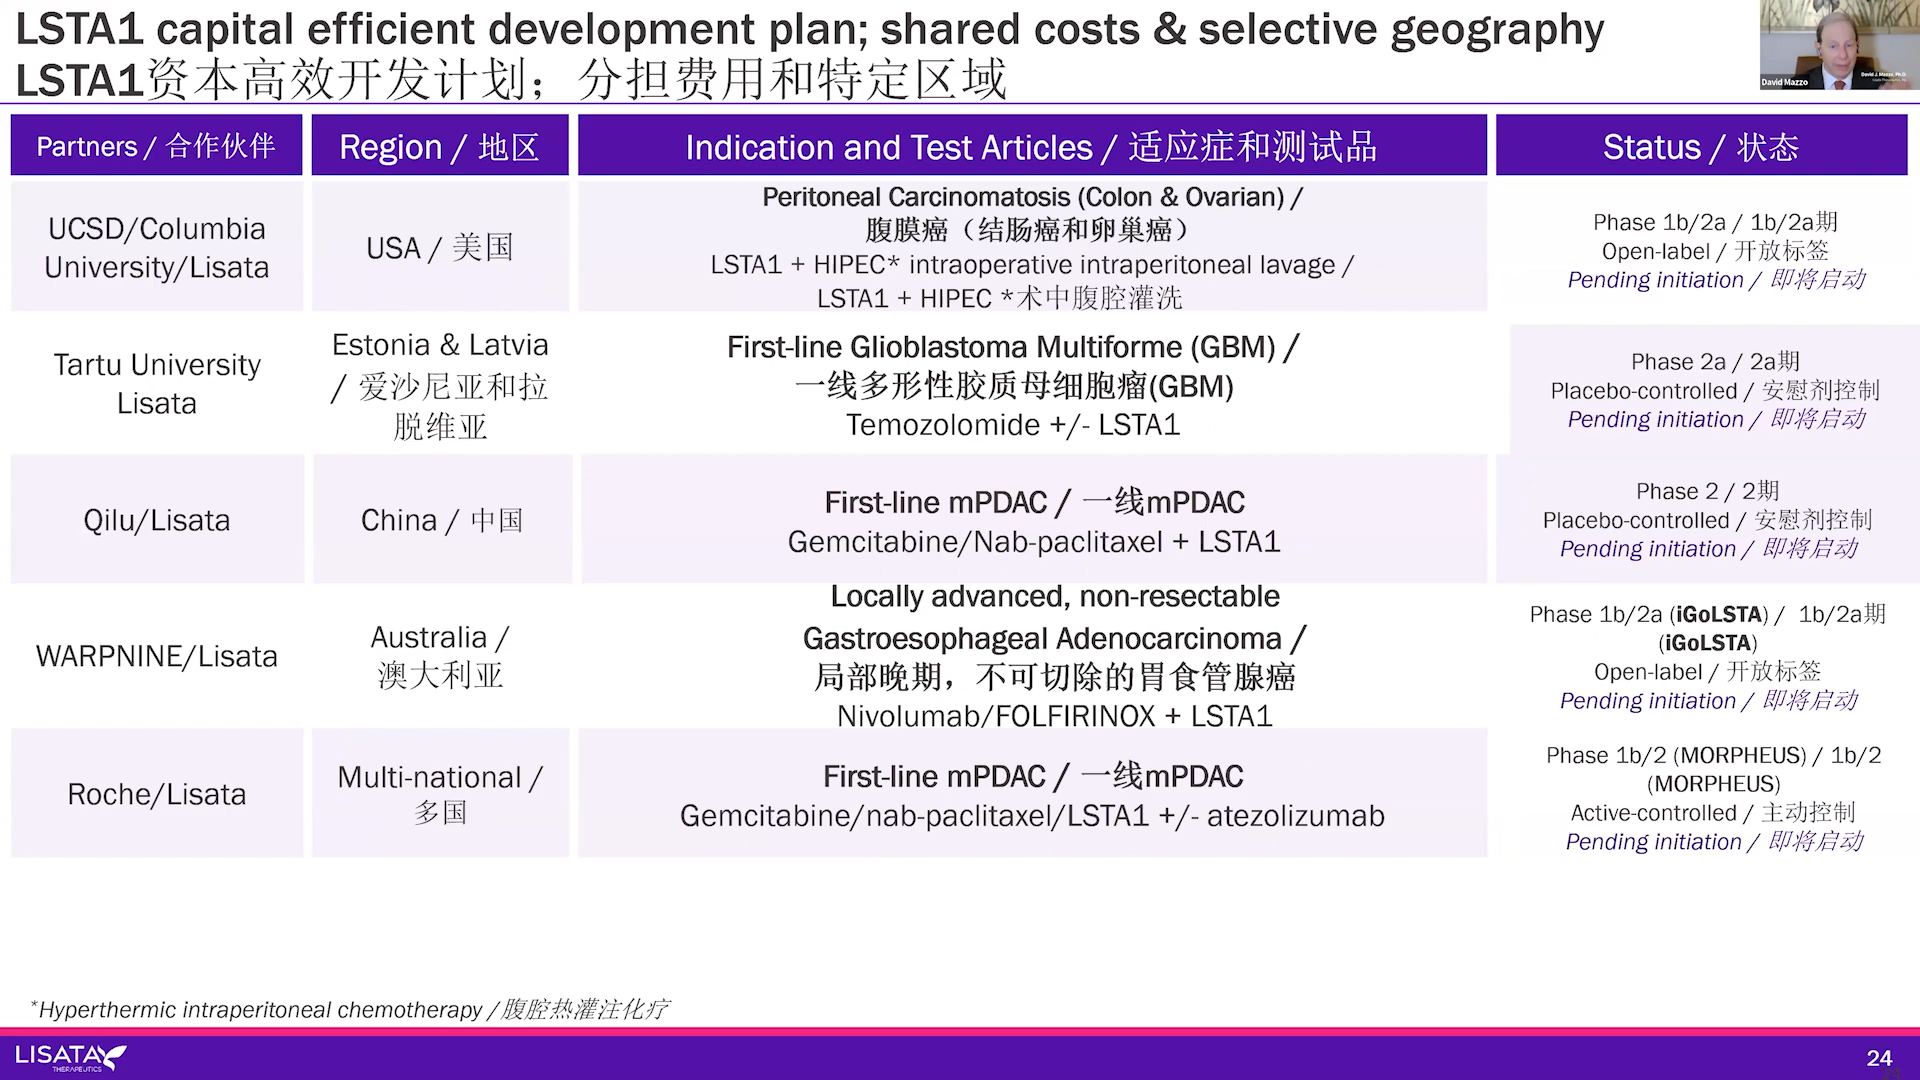 LSTA1 capital efficient development plan; shared costs & selective geography
LSTA1资本高效开发计划；分担费用和特定区域
David Mazzo
David J. Mazzo, Ph.D.
Partners / 合作伙伴
Region / 地区
Indication and Test Articles / 适应症和测试品
Status / 状态
UCSD/Columbia
University/Lisata
USA / 美国
Peritoneal Carcinomatosis (Colon & Ovarian) /
腹膜癌（结肠癌和卵巢癌）
LSTA1 + HIPEC* intraoperative intraperitoneal lavage /
LSTA1 + HIPEC *术中腹腔灌洗
Phase 1b/2a / 1b/2a期
Open-label / 开放标签
Pending initiation / 即将启动
Tartu University
Lisata
Estonia & Latvia
/ 爱沙尼亚和拉
脱维亚
First-line Glioblastoma Multiforme (GBM) /
一线多形性胶质母细胞瘤(GBM)
Temozolomide +/- LSTA1
Phase 2a / 2a期
Placebo-controlled / 安慰剂控制
Pending initiation / 即将启动
Qilu/Lisata
China / 中国
First-line mPDAC / 一线mPDAC
Gemcitabine/Nab-paclitaxel + LSTA1
Phase 2 / 2期
Placebo-controlled / 安慰剂控制
Pending initiation / 即将启动
WARPNINE/Lisata
Australia /
澳大利亚
Locally advanced, non-resectable
Gastroesophageal Adenocarcinoma /
局部晚期，不可切除的胃食管腺癌
Nivolumab/FOLFIRINOX + LSTA1
Phase 1b/2a (iGoLSTA) / 1b/2a期
(iGoLSTA)
Open-label / 开放标签
Pending initiation / 即将启动
Roche/Lisata
Multi-national /
多国
First-line mPDAC / 一线mPDAC
Gemcitabine/nab-paclitaxel/LSTA1 +/- atezolizumab
Phase 1b/2 (MORPHEUS) / 1b/2
(MORPHEUS)
Active-controlled / 主动控制
Pending initiation / 即将启动
*Hyperthermic intraperitoneal chemotherapy /腹腔热灌注化疗
LISATA
THERAPEUTICS
24